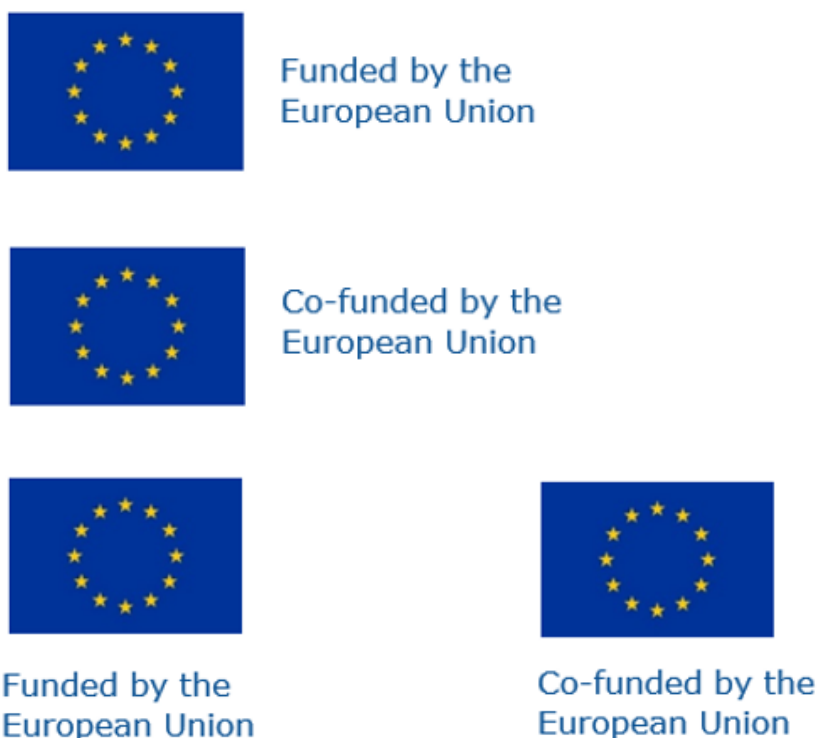 Funded by the
European Union
Co-funded by the
European Union
Funded by the
European Union
Co-funded by the
European Union